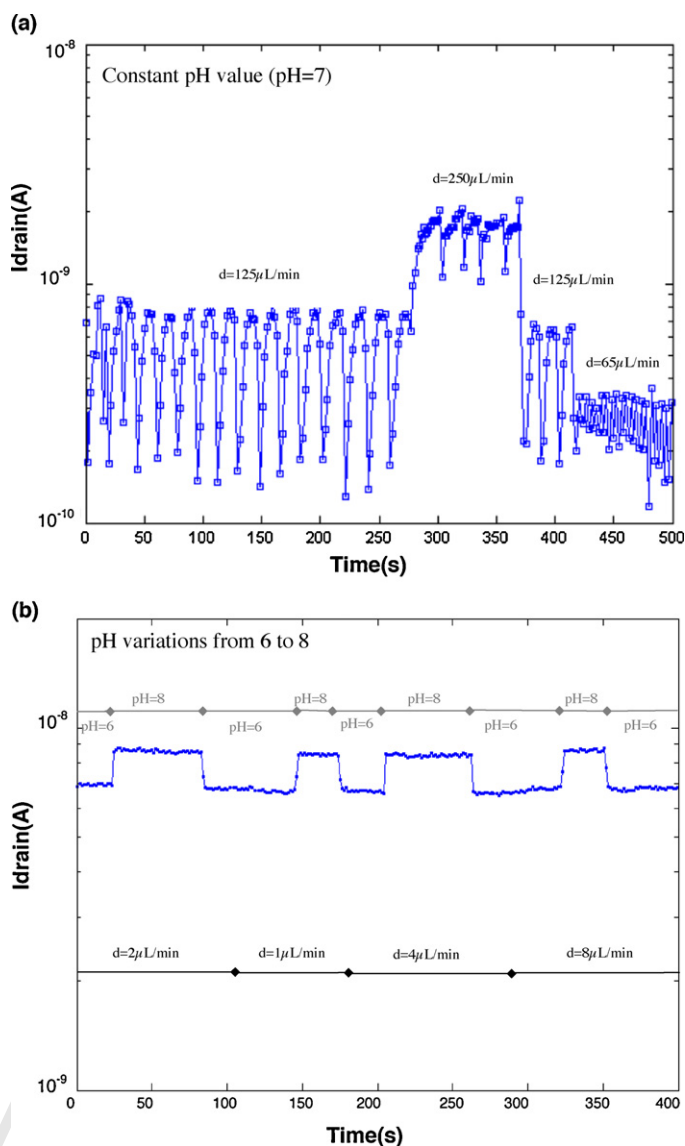 (a)
10^-8
Constant pH value (pH=7)
d=250µL/min
Idrain(A)
10^-9
d=125µL/min
d=125µL/min
d=65µL/min
10^-10
0 50 100 150 200 250 300 350 400 450 500
Time(s)
(b)
pH variations from 6 to 8
pH=8 pH=8 pH=8 pH=8
10^-8
pH=6 pH=6 pH=6 pH=6 pH=6
Idrain(A)
d=2µL/min d=1µL/min d=4µL/min d=8µL/min
10^-9
0 50 100 150 200 250 300 350 400
Time(s)